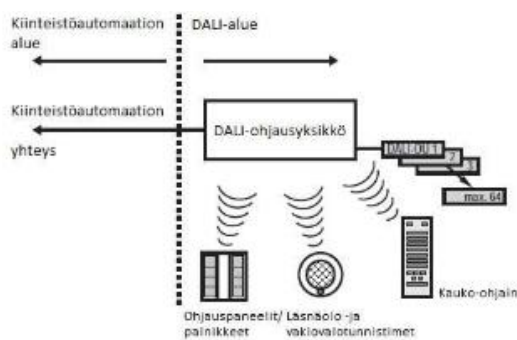 Kiinteistöautomaation
alue
DALI-alue
Kiinteistöautomaation
yhteys
DALI-ohjausyksikkö
DALI-OU 1
2
3
max. 64
Kauko-ohjain
Ohjauspaneelit/
painikkeet
Läsnäolo -ja
vakiovalotunnistimet